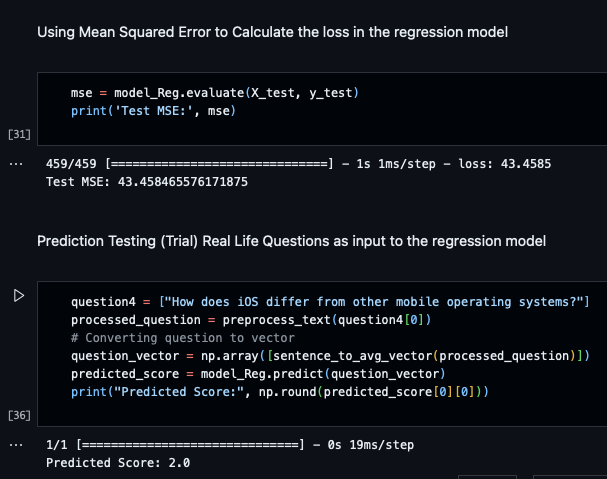 Using Mean Squared Error to Calculate the loss in the regression model
mse = model_Reg.evaluate(X_test, y_test)
print('Test MSE:', mse)
[31]
... 459/459 [==============================] - 1s 1ms/step - loss: 43.4585
Test MSE: 43.458465576171875
Prediction Testing (Trial) Real Life Questions as input to the regression model
question4 = ["How does iOS differ from other mobile operating systems?"]
processed_question = preprocess_text(question4[0])
# Converting question to vector
question_vector = np.array([sentence_to_avg_vector(processed_question)])
predicted_score = model_Reg.predict(question_vector)
print("Predicted Score:", np.round(predicted_score[0][0]))
[36]
... 1/1 [==============================] - 0s 19ms/step
Predicted Score: 2.0